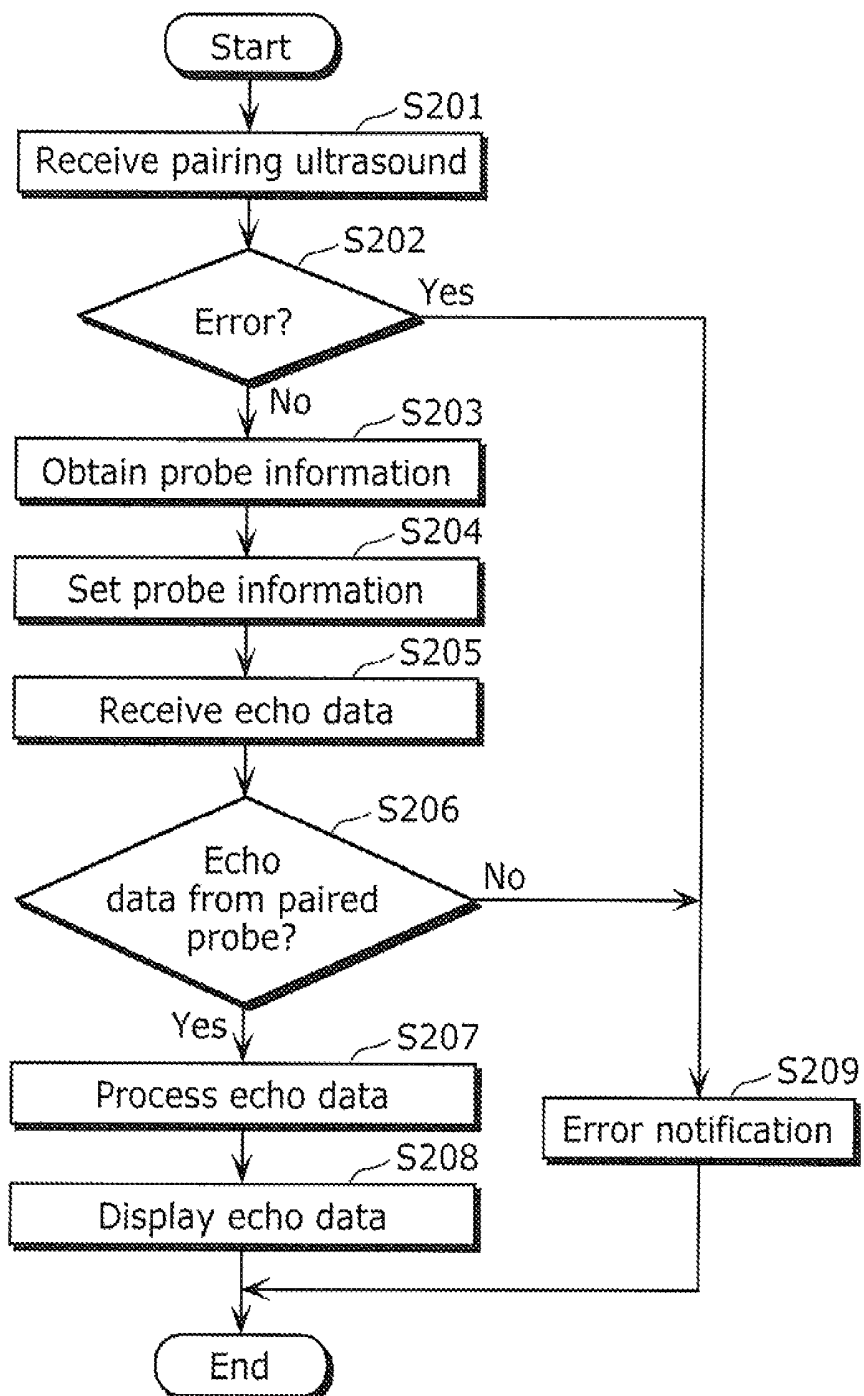 Start
S201
Receive pairing ultrasound
S202
Error?
Yes
No
S203
Obtain probe information
S204
Set probe information
S205
Receive echo data
S206
Echo
data from paired
probe?
No
Yes
S207
Process echo data
S209
Error notification
S208
Display echo data
End